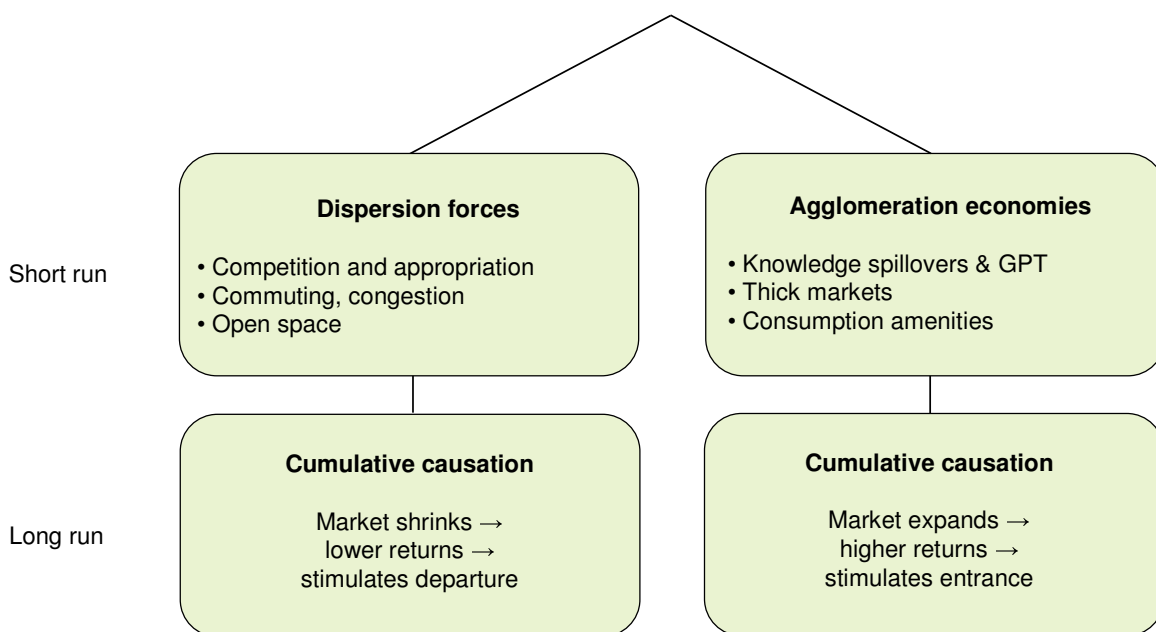 Dispersion forces
• Competition and appropriation
• Commuting, congestion
• Open space
Agglomeration economies
• Knowledge spillovers & GPT
• Thick markets
• Consumption amenities
Short run
Cumulative causation
Market shrinks →
lower returns →
stimulates departure
Cumulative causation
Market expands →
higher returns →
stimulates entrance
Long run